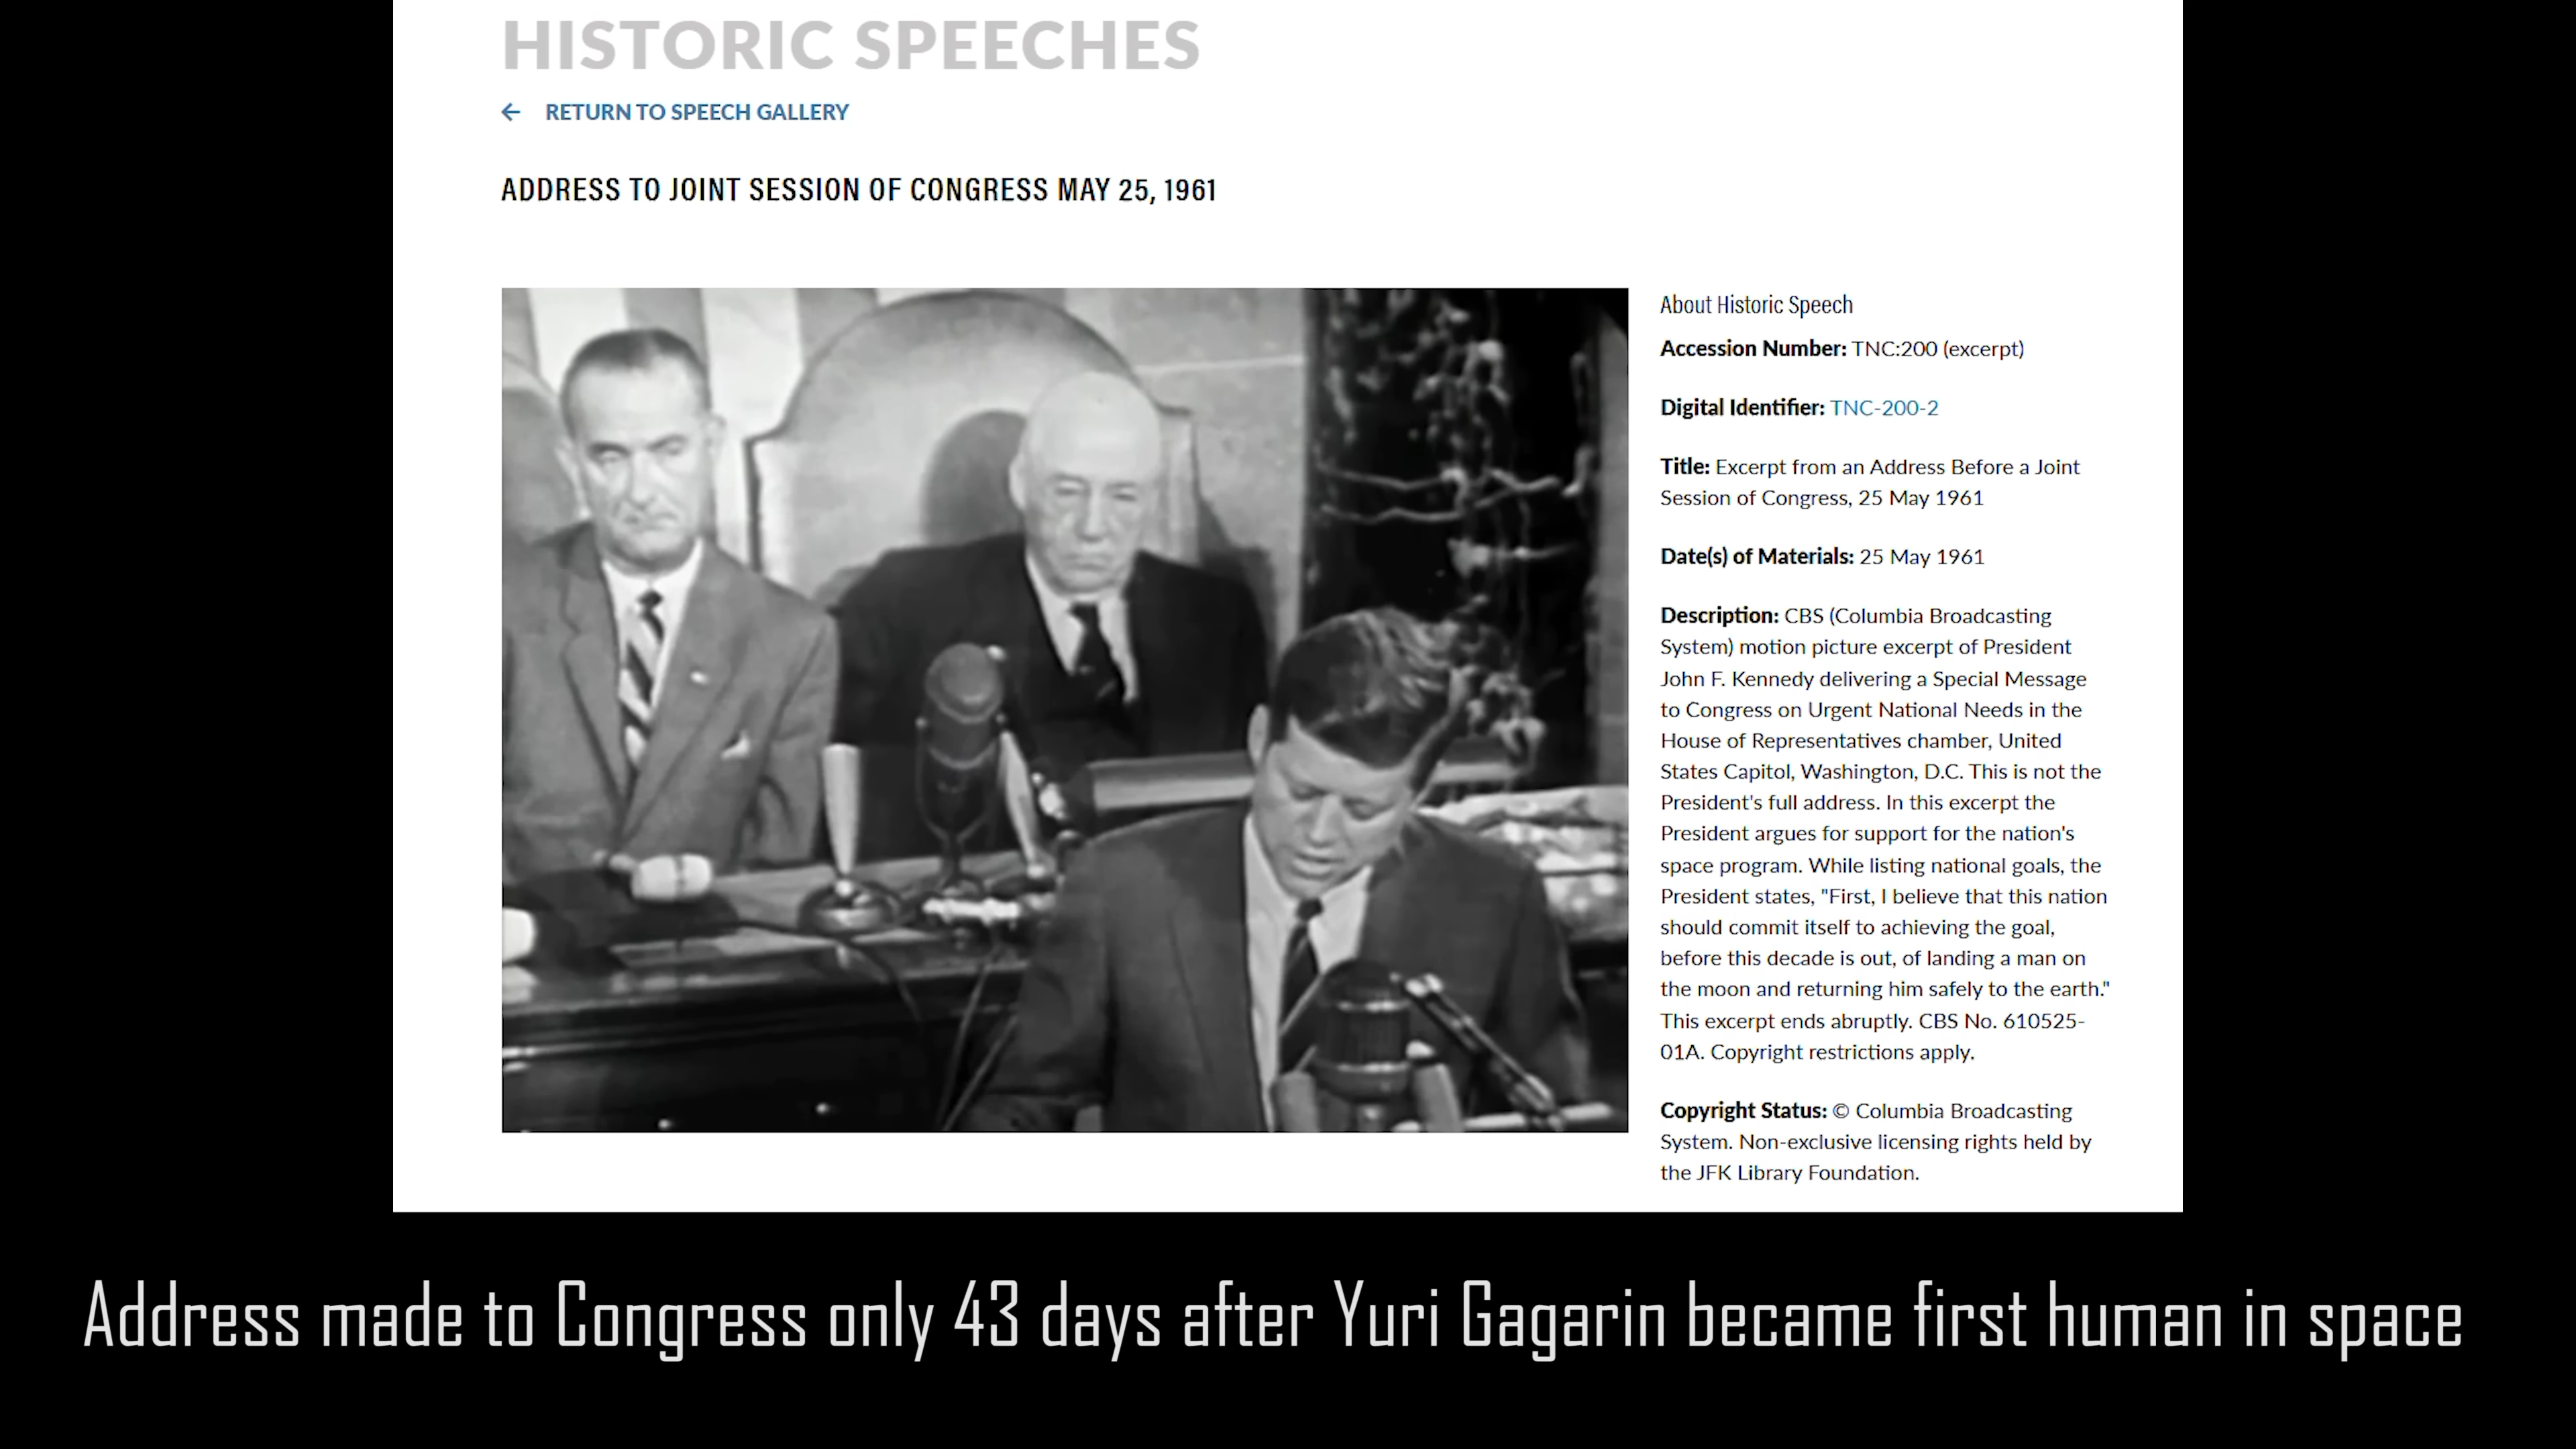 HISTORIC SPEECHES
← RETURN TO SPEECH GALLERY
ADDRESS TO JOINT SESSION OF CONGRESS MAY 25, 1961
About Historic Speech
Accession Number: TNC:200 (excerpt)
Digital Identifier: TNC-200-2
Title: Excerpt from an Address Before a Joint
Session of Congress, 25 May 1961
Date(s) of Materials: 25 May 1961
Description: CBS (Columbia Broadcasting
System) motion picture excerpt of President
John F. Kennedy delivering a Special Message
to Congress on Urgent National Needs in the
House of Representatives chamber, United
States Capitol, Washington, D.C. This is not the
President's full address. In this excerpt the
President argues for support for the nation's
space program. While listing national goals, the
President states, "First, I believe that this nation
should commit itself to achieving the goal,
before this decade is out, of landing a man on
the moon and returning him safely to the earth."
This excerpt ends abruptly. CBS No. 610525-
01A. Copyright restrictions apply.
Copyright Status: © Columbia Broadcasting
System. Non-exclusive licensing rights held by
the JFK Library Foundation.
Address made to Congress only 43 days after Yuri Gagarin became first human in space